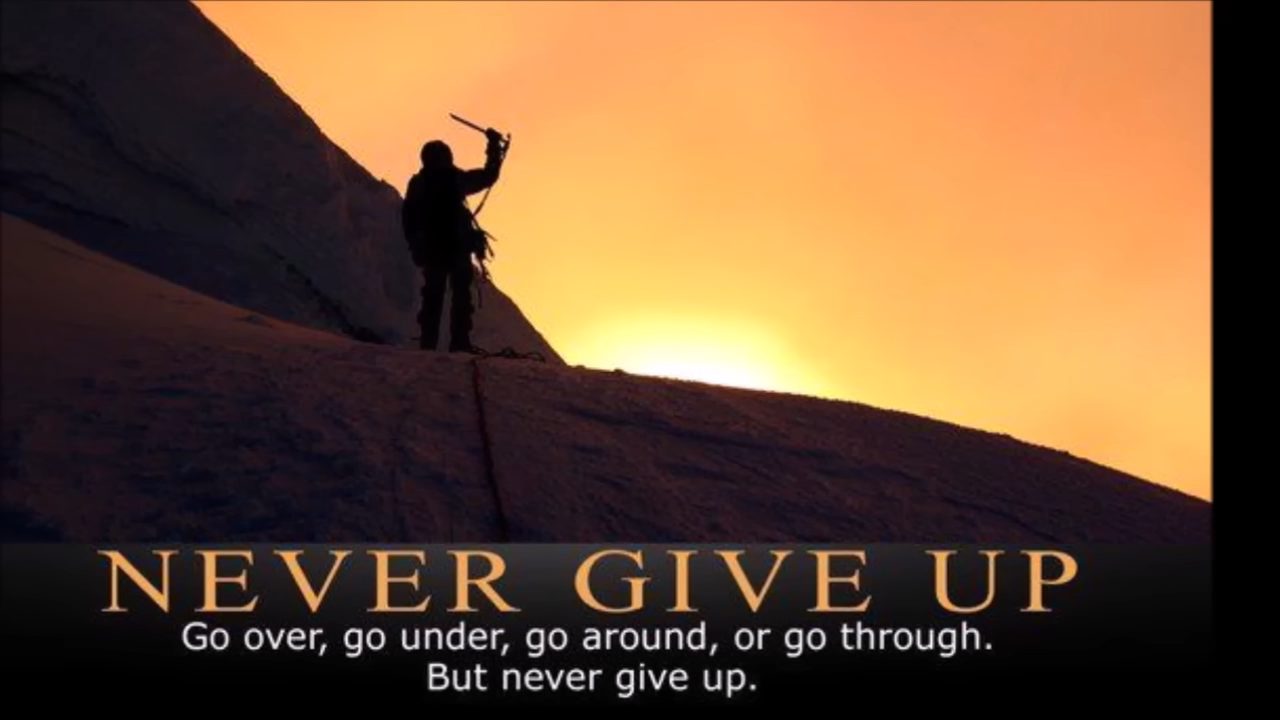 NEVER GIVE UP
Go over, go under, go around, or go through.
But never give up.